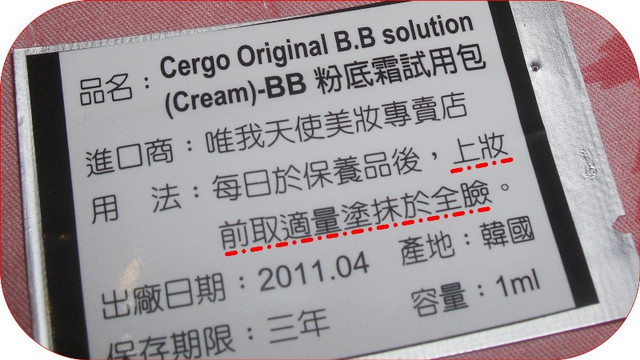 品名：Cergo Original B.B solution
(Cream)-BB 粉底霜試用包
進口商：唯我天使美妝專賣店
用　法：每日於保養品後，上妝
前取適量塗抹於全臉。
出廠日期：2011.04　產地：韓國
保存期限：三年　容量：1ml